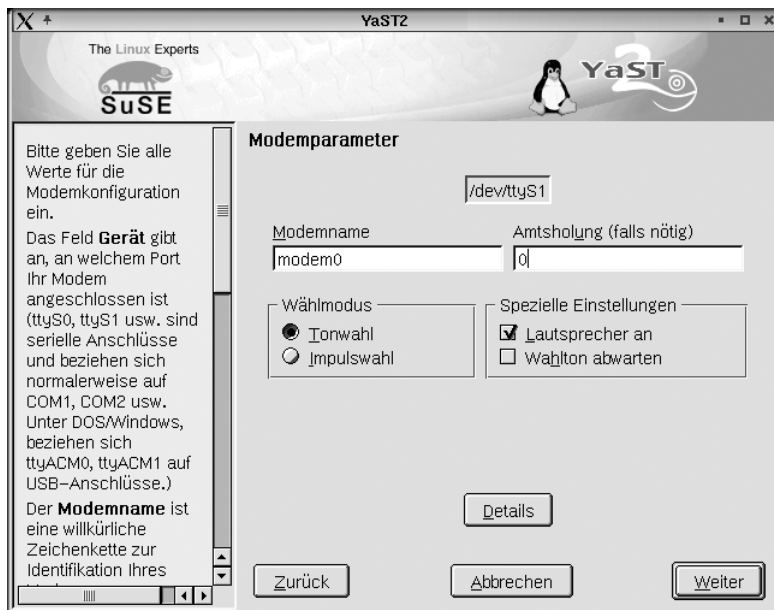 YaST2
The Linux Experts
SuSE
YaST
2
Bitte geben Sie alle
Werte für die
Modemkonfiguration
ein.
Das Feld Gerät gibt
an, an welchem Port
Ihr Modem
angeschlossen ist
(ttyS0, ttyS1 usw. sind
serielle Anschlüsse
und beziehen sich
normalerweise auf
COM1, COM2 usw.
Unter DOS/Windows,
beziehen sich
ttyACM0, ttyACM1 auf
USB-Anschlüsse.)
Der Modemname ist
eine willkürliche
Zeichenkette zur
Identifikation Ihres
Modemparameter
/dev/ttyS1
Modemname
modem0
Amtsholung (falls nötig)
0
Wählmodus
Tonwahl
Impulswahl
Spezielle Einstellungen
Lautsprecher an
Wahlton abwarten
Details
Zurück
Abbrechen
Weiter